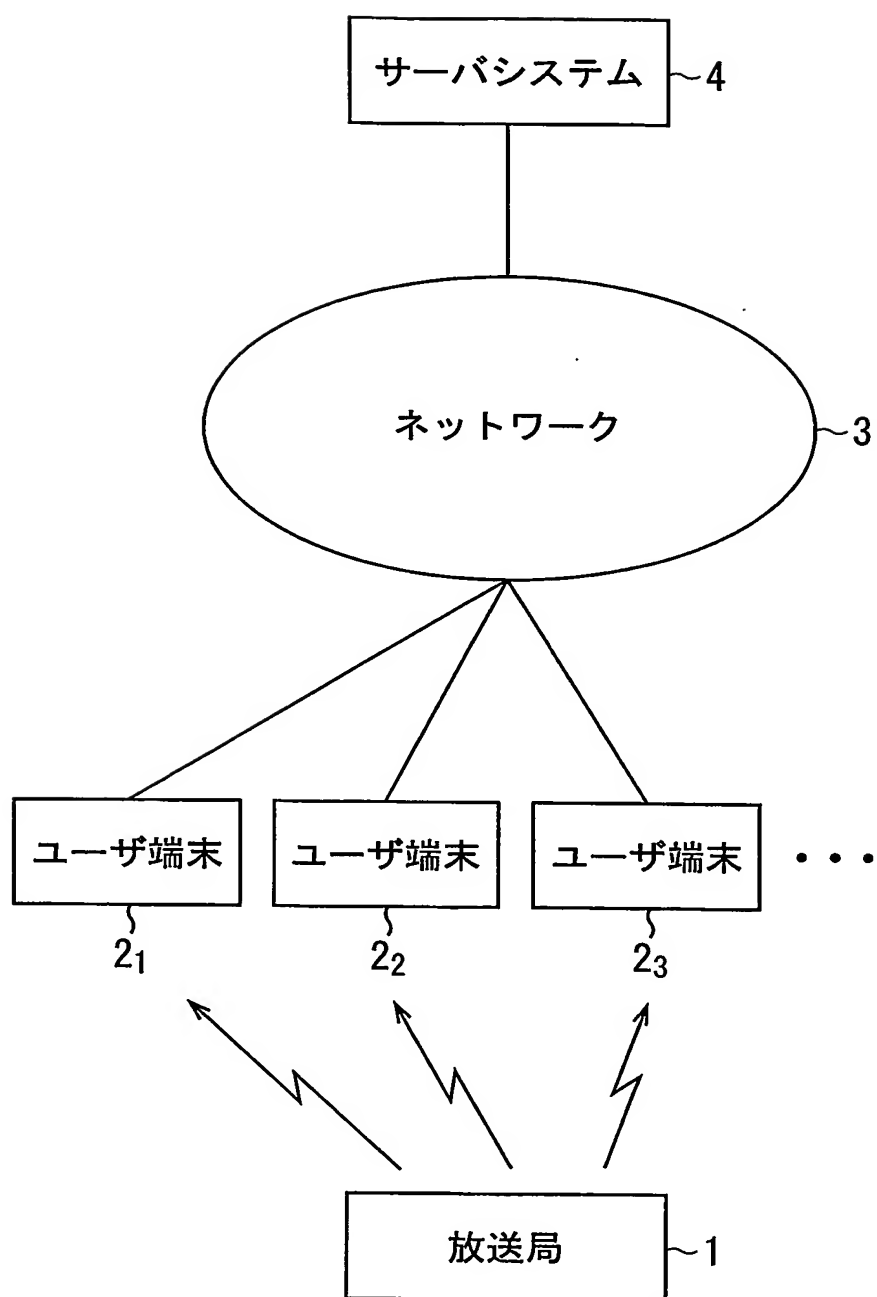 サーバシステム 4
ネットワーク 3
ユーザ端末 ユーザ端末 ユーザ端末 ・・・
2₁ 2₂ 2₃
放送局 1